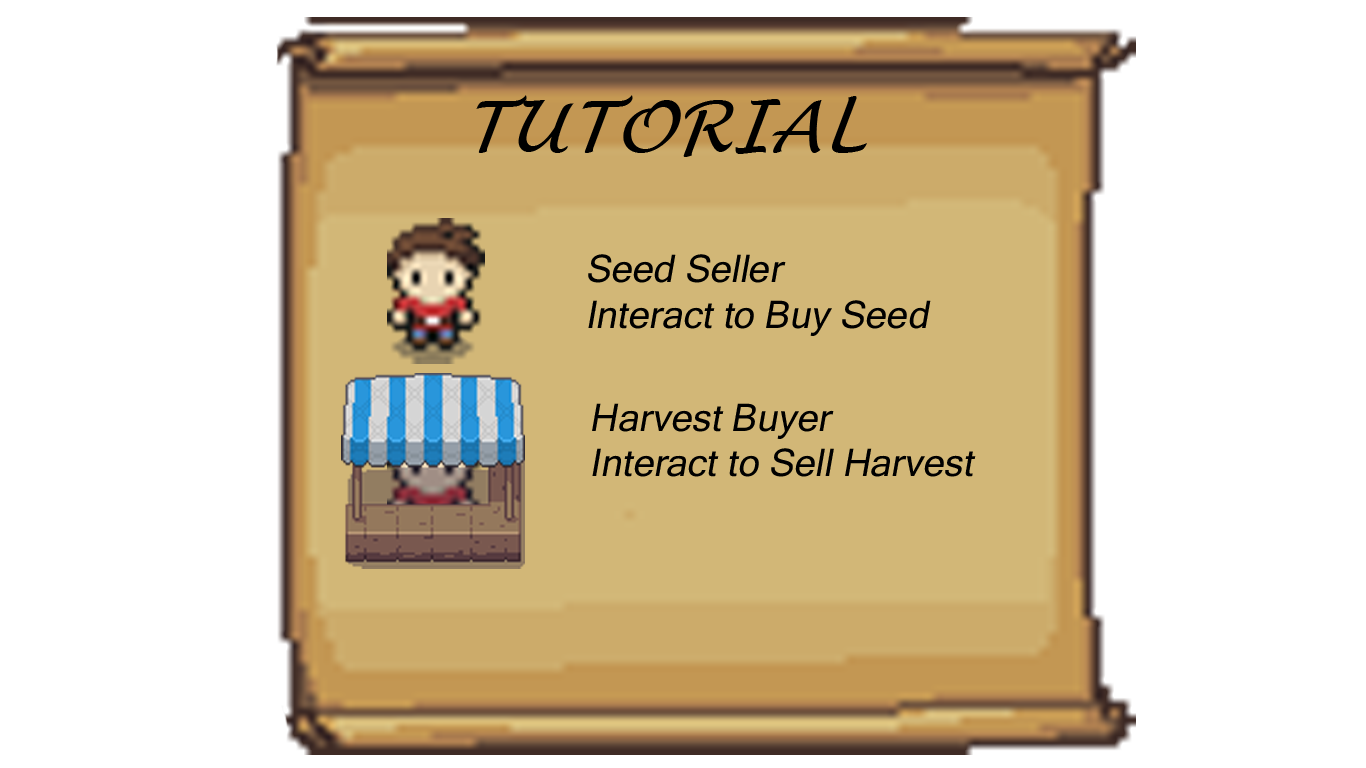 TUTORIAL
Seed Seller
Interact to Buy Seed
Harvest Buyer
Interact to Sell Harvest